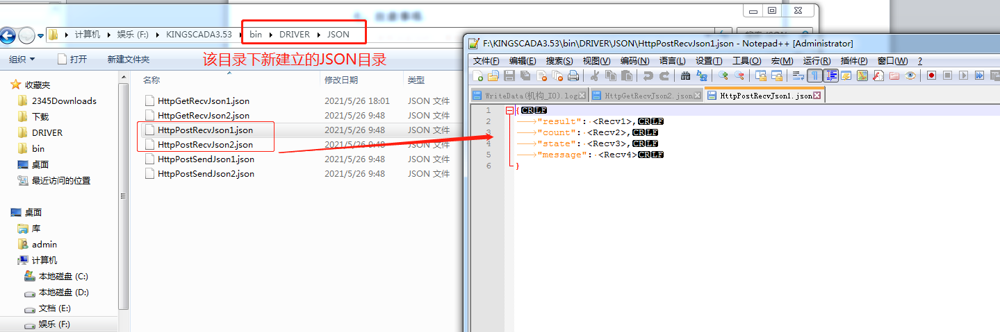 计算机 娱乐 (F:) KINGSCADA3.53 bin DRIVER JSON
组织 打开 新建文件夹
该目录下新建立的JSON目录
收藏夹
2345Downloads
下载
DRIVER
bin
桌面
最近访问的位置
桌面
库
admin
计算机
本地磁盘 (C:)
本地磁盘 (D:)
文档 (E:)
娱乐 (F:)
名称 修改日期 类型
HttpGetRecvJson1.json 2021/5/26 18:01 JSON 文件
HttpGetRecvJson2.json 2021/5/26 9:48 JSON 文件
HttpPostRecvJson1.json 2021/5/26 9:48 JSON 文件
HttpPostRecvJson2.json 2021/5/26 9:48 JSON 文件
HttpPostSendJson1.json 2021/5/26 9:48 JSON 文件
HttpPostSendJson2.json 2021/5/26 9:48 JSON 文件
F:\KINGSCADA3.53\bin\DRIVER\JSON\HttpPostRecvJson1.json - Notepad++ [Administrator]
文件(F) 编辑(E) 搜索(S) 视图(V) 编码(N) 语言(L) 设置(T) 工具(O) 宏(M) 运行(R) 插件(P) 窗口(W) ?
WriteData(机构_IO).log HttpGetRecvJson2.json HttpPostRecvJson1.json
1 {CRLF
2 "result": <Recv1>,CRLF
3 "count": <Recv2>,CRLF
4 "state": <Recv3>,CRLF
5 "message": <Recv4>CRLF
6 }